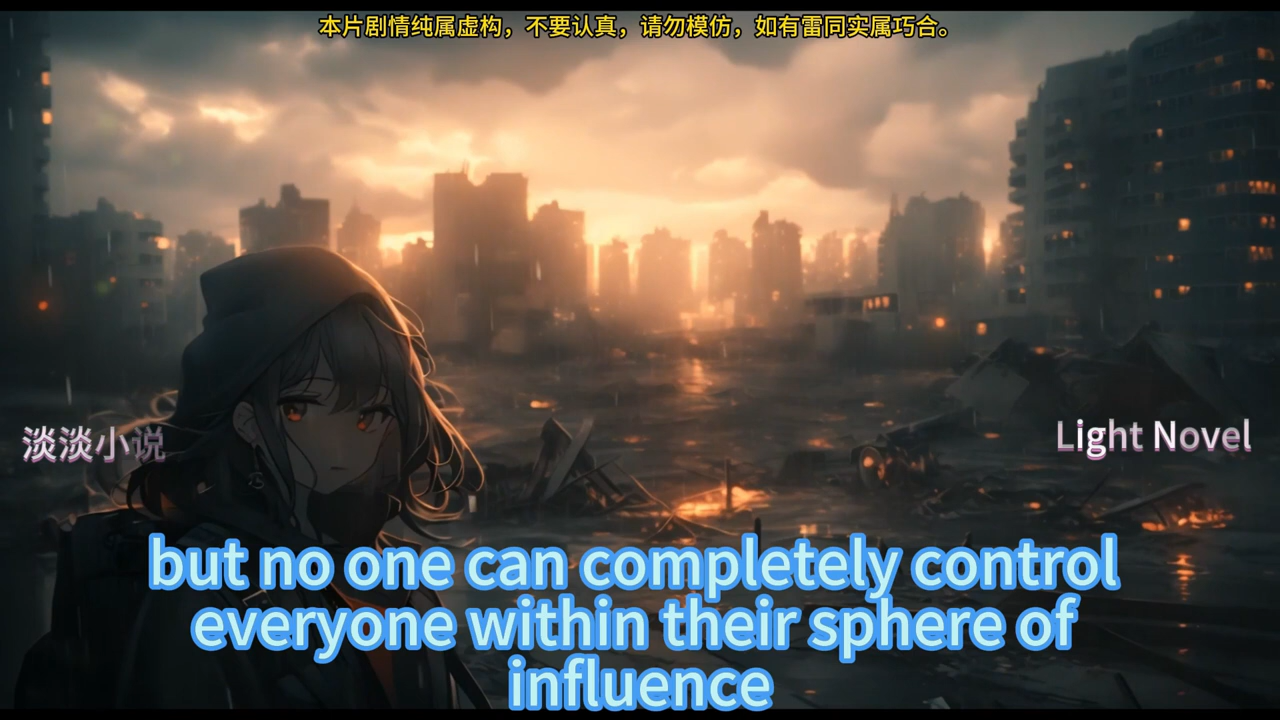 本片剧情纯属虚构，不要认真，请勿模仿，如有雷同实属巧合。
淡淡小说
Light Novel
but no one can completely control
everyone within their sphere of
influence